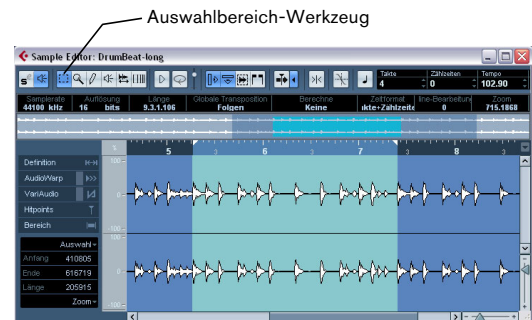 Auswahlbereich-Werkzeug
Sample Editor: DrumBeat-long
Takte Zählzeiten Tempo
4 0 102.90
Samplerate Auflösung Länge Globale Transposition Berechne Zeitformat line-Bearbeitun Zoom
44100 kHz 16 bits 9.3.1.106 Folgen Keine ıkte+Zählzeite 0 715.1868
% 5 3 6 3 7 3 8 3
Definition
AudioWarp
VariAudio
Hitpoints
Bereich
Auswahl
Anfang 410805
Ende 616719
Länge 205915
Zoom
100
0
-100
100
0
-100